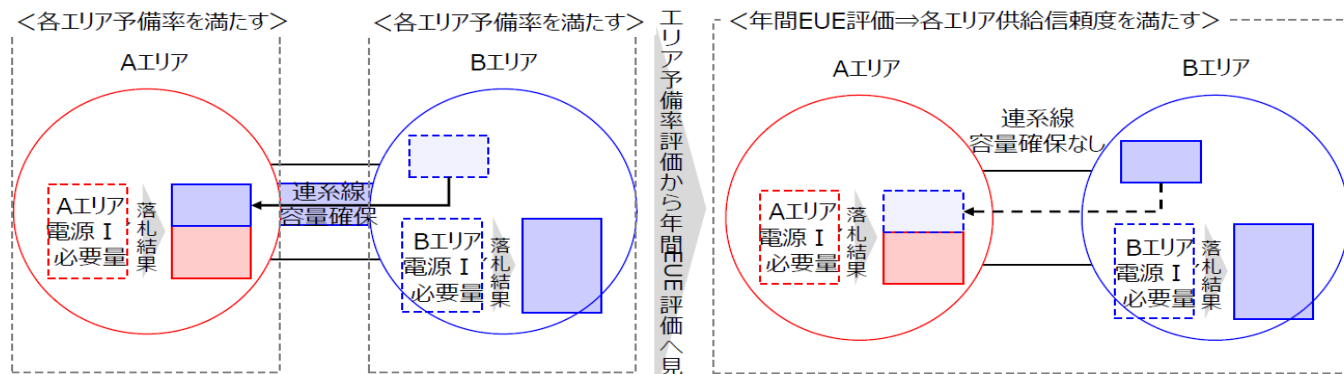 <各エリア予備率を満たす>
Aエリア
Aエリア
電源Ⅰ´
必要量
落札結果
連系線
容量確保
<各エリア予備率を満たす>
Bエリア
Bエリア
電源Ⅰ´
必要量
落札結果
エリア予備率評価から年間EUE評価へ見
<年間EUE評価⇒各エリア供給信頼度を満たす>
Aエリア
Aエリア
電源Ⅰ´
必要量
落札結果
連系線
容量確保なし
Bエリア
Bエリア
電源Ⅰ´
必要量
落札結果